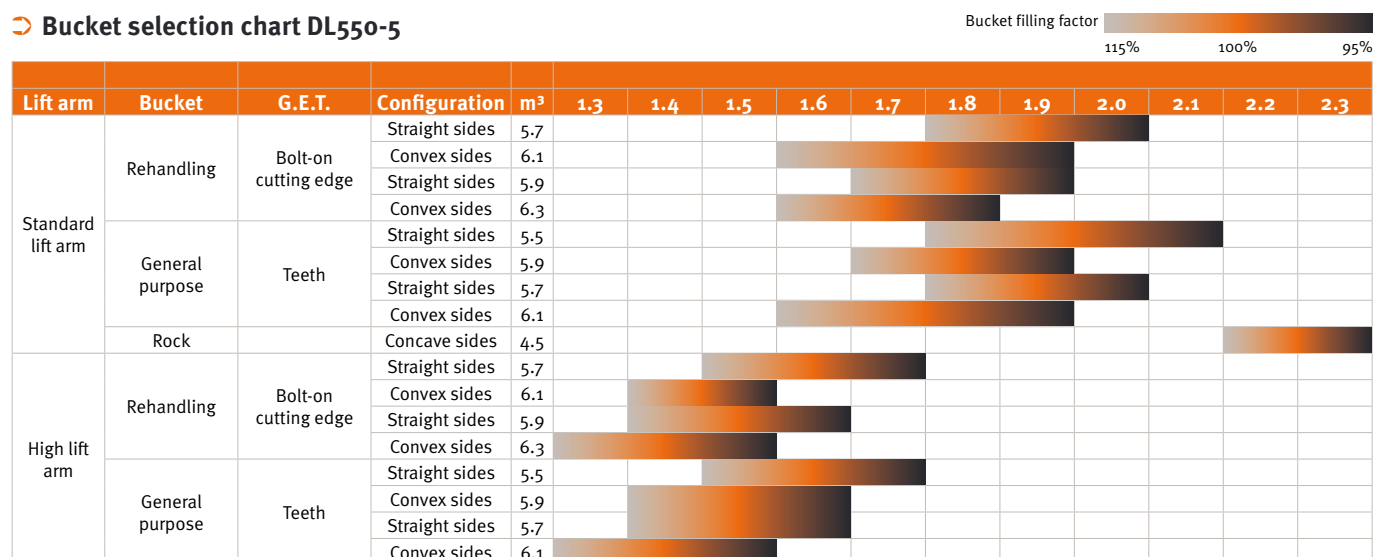 ➲ Bucket selection chart DL550-5
Bucket filling factor
115% 100% 95%
Lift arm Bucket G.E.T. Configuration m³ 1.3 1.4 1.5 1.6 1.7 1.8 1.9 2.0 2.1 2.2 2.3
Standard lift arm Rehandling Bolt-on cutting edge Straight sides 5.7
Convex sides 6.1
Straight sides 5.9
Convex sides 6.3
General purpose Teeth Straight sides 5.5
Convex sides 5.9
Straight sides 5.7
Convex sides 6.1
Rock Concave sides 4.5
High lift arm Rehandling Bolt-on cutting edge Straight sides 5.7
Convex sides 6.1
Straight sides 5.9
Convex sides 6.3
General purpose Teeth Straight sides 5.5
Convex sides 5.9
Straight sides 5.7
Convex sides 6.1